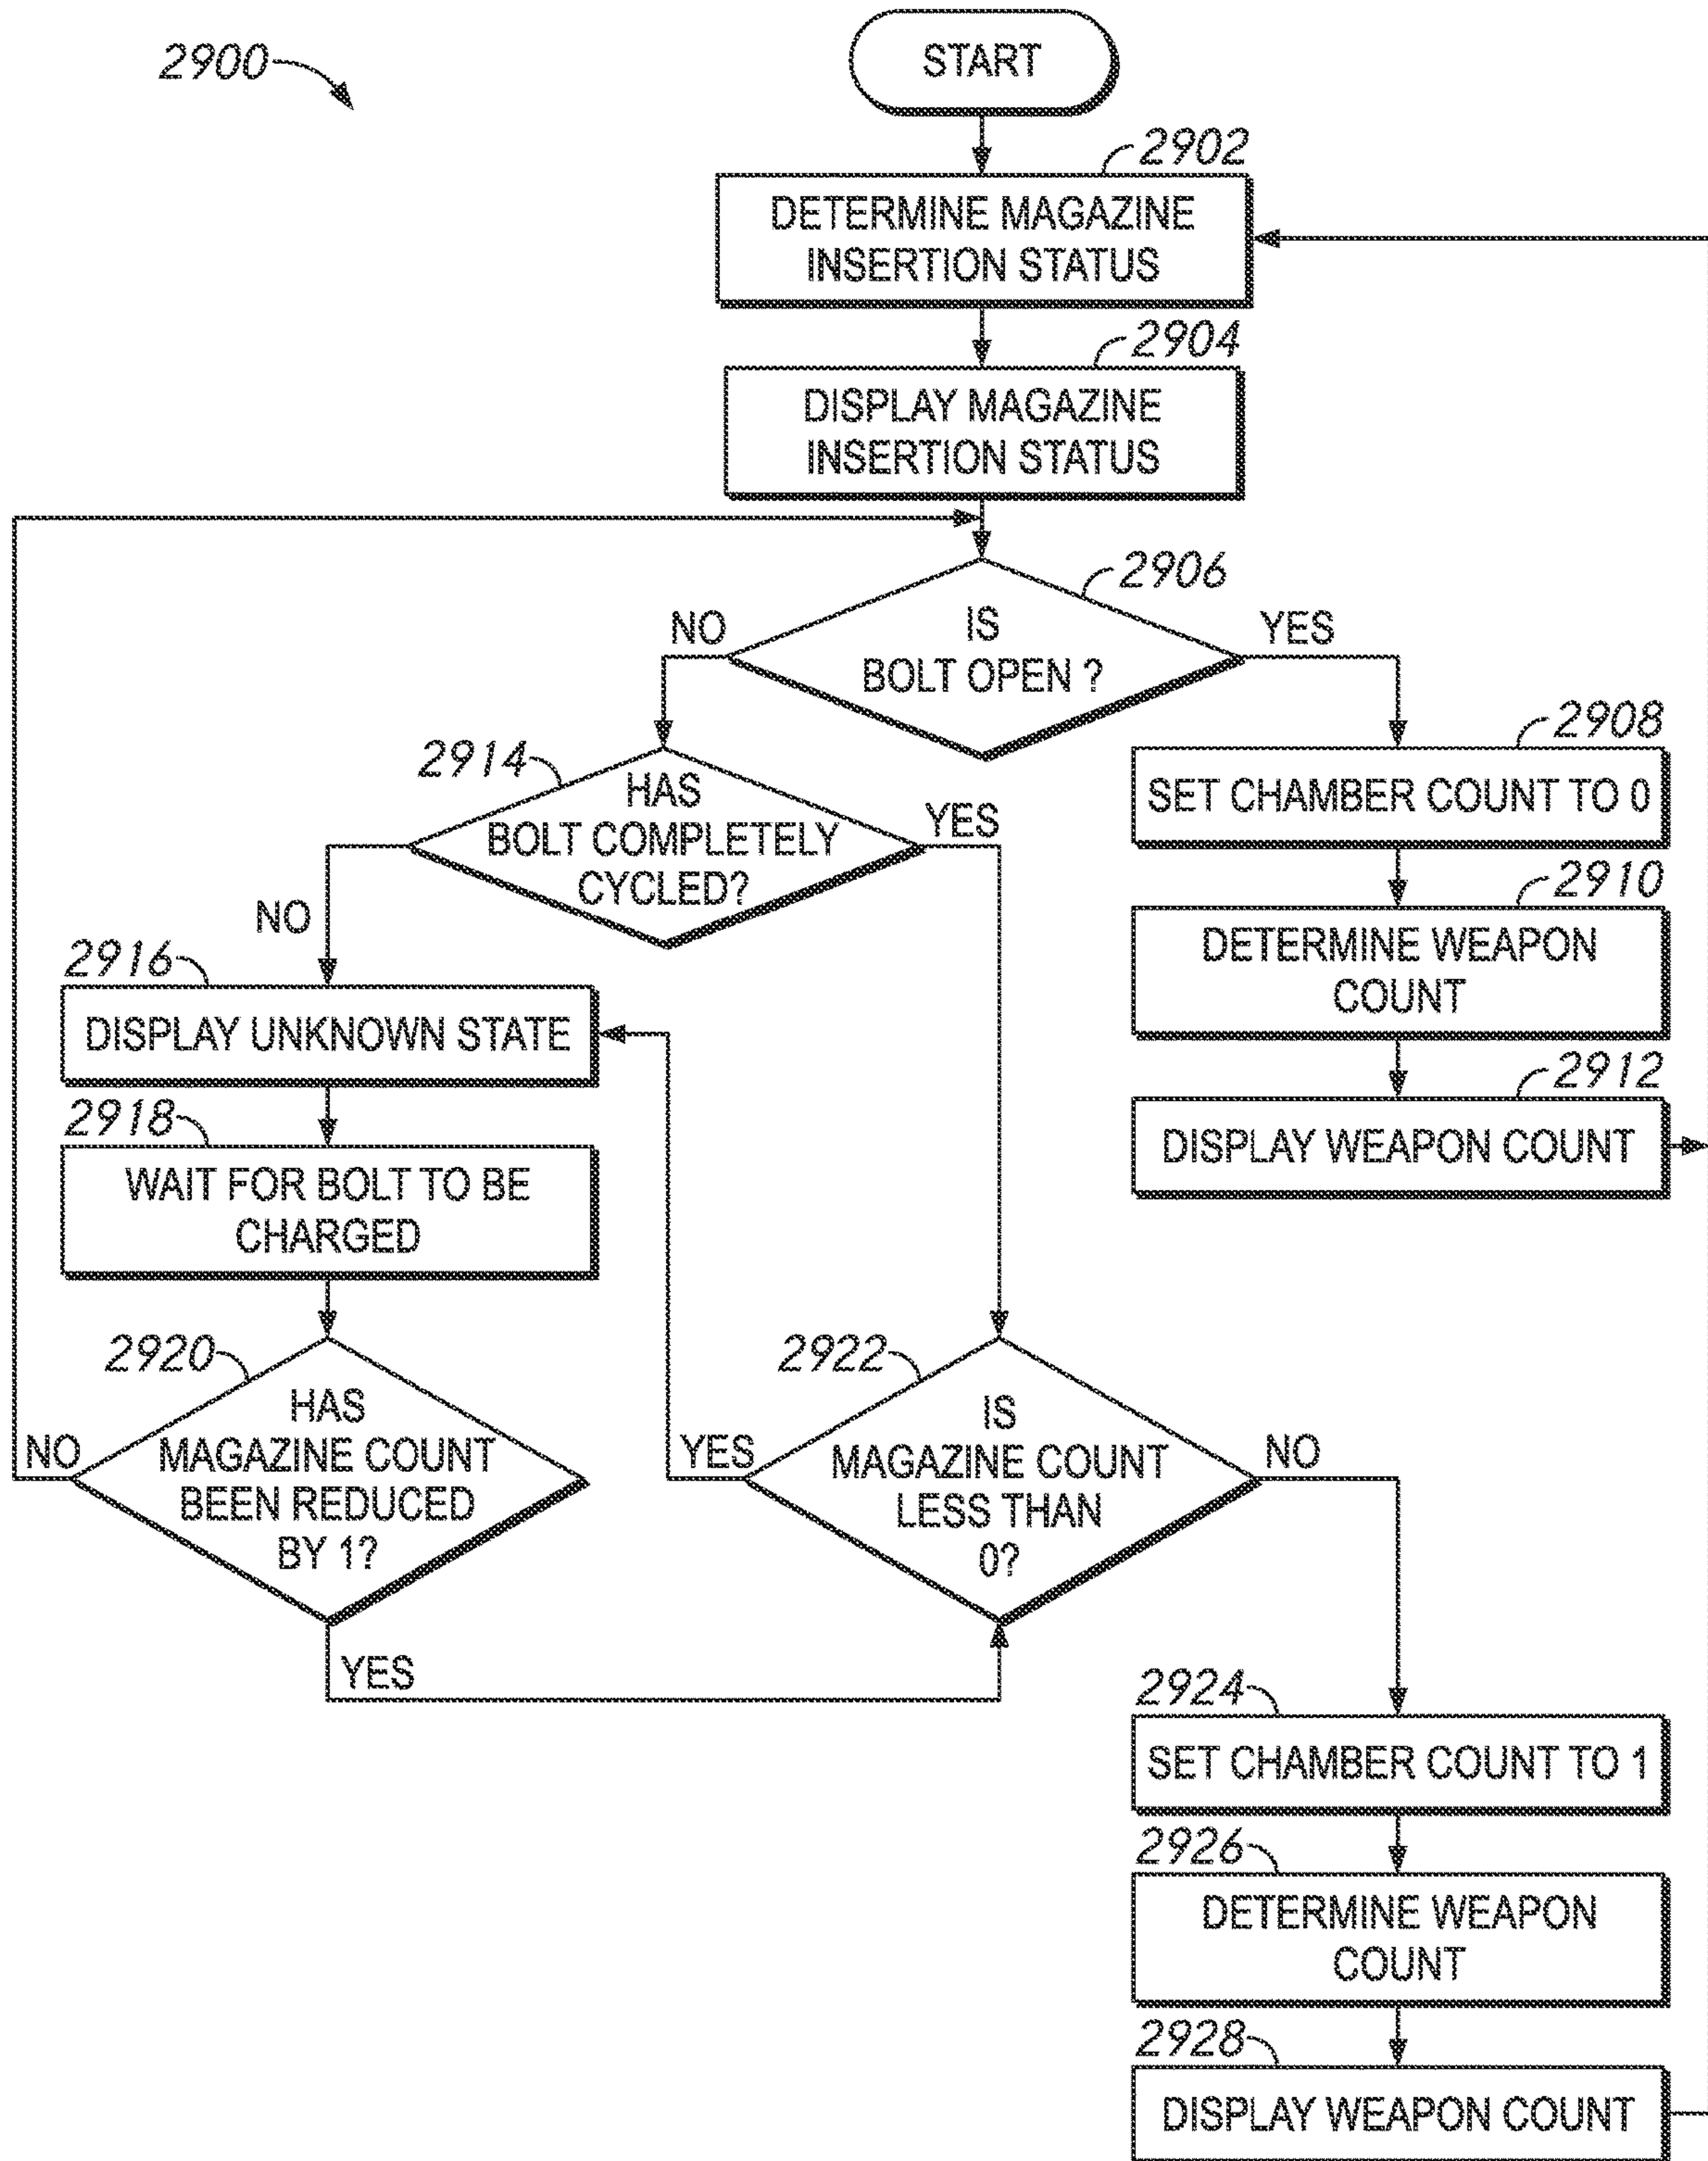 2900
START
2902
DETERMINE MAGAZINE
INSERTION STATUS
2904
DISPLAY MAGAZINE
INSERTION STATUS
2906
NO
IS
BOLT OPEN ?
YES
2908
SET CHAMBER COUNT TO 0
2910
DETERMINE WEAPON
COUNT
2912
DISPLAY WEAPON COUNT
2914
HAS
BOLT COMPLETELY
CYCLED?
YES
NO
2916
DISPLAY UNKNOWN STATE
2918
WAIT FOR BOLT TO BE
CHARGED
2920
HAS
MAGAZINE COUNT
BEEN REDUCED
BY 1?
NO
YES
2922
IS
MAGAZINE COUNT
LESS THAN
0?
YES
NO
2924
SET CHAMBER COUNT TO 1
2926
DETERMINE WEAPON
COUNT
2928
DISPLAY WEAPON COUNT